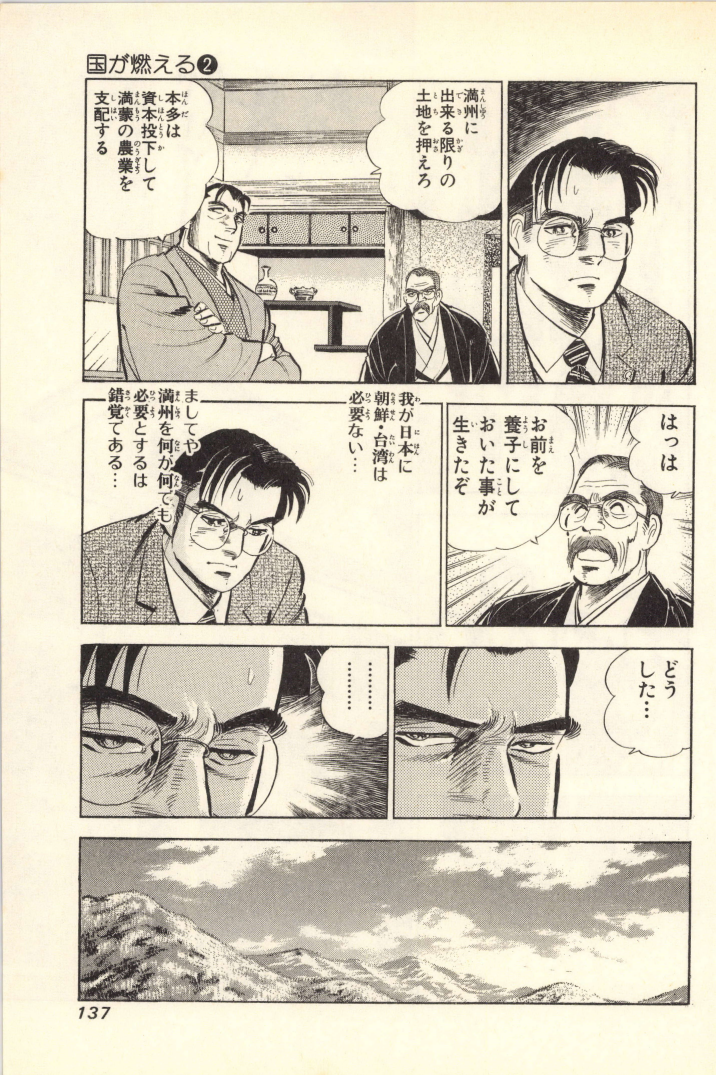 国が燃える❷
満州に
出来る限りの
土地を押えろ
本多は
資本投下して
満蒙の農業を
支配する
はっは
お前を
養子にして
おいた事が
生きたぞ
我が日本に
朝鮮・台湾は
必要ない…
ましてや
満州を何が何でも
必要とするは
錯覚である…
どう
した…
………
………
137